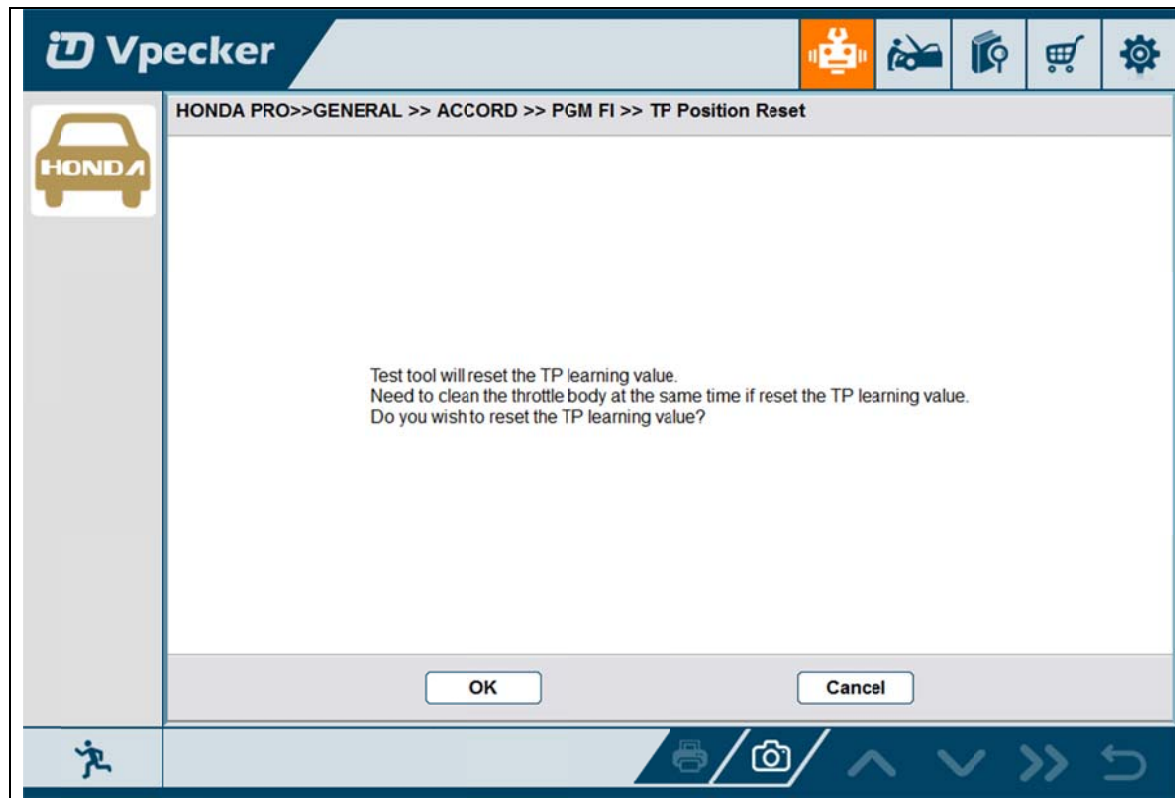 Vpecker
HONDA PRO>>GENERAL >> ACCORD >> PGM FI >> TP Position Reset
HONDA
Test tool will reset the TP learning value.
Need to clean the throttle body at the same time if reset the TP learning value.
Do you wish to reset the TP learning value?
OK
Cancel